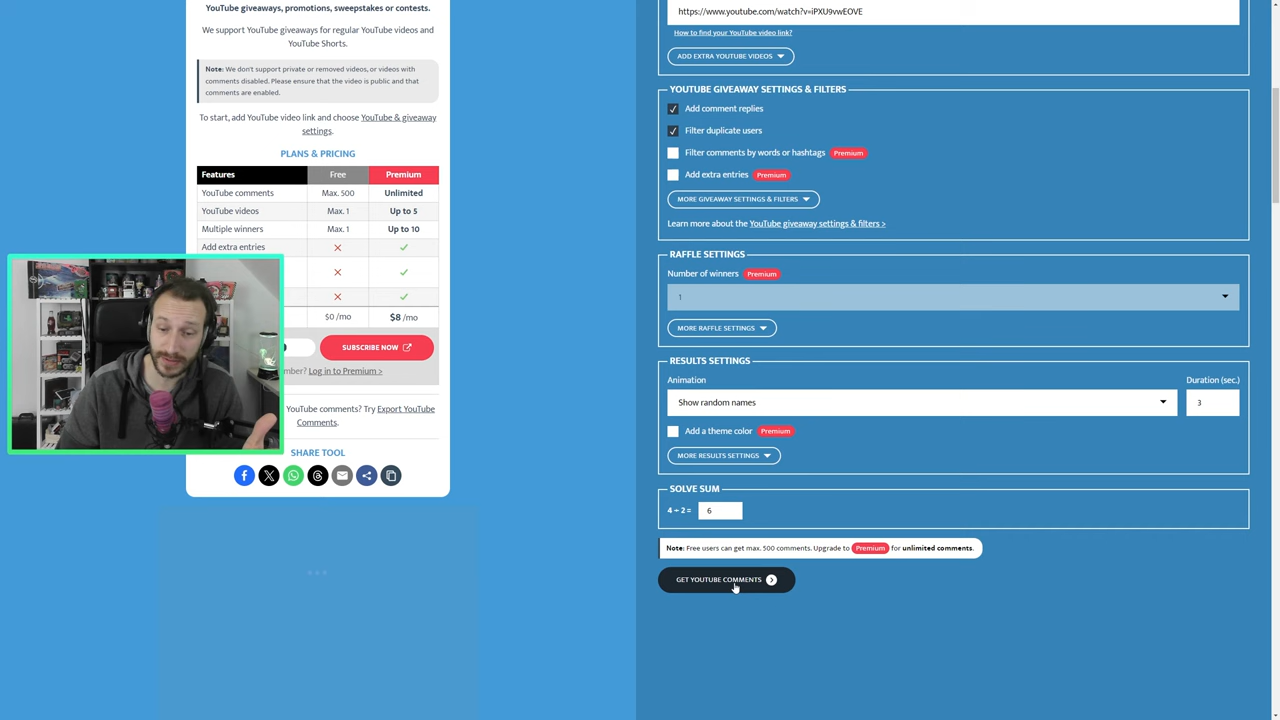 YouTube giveaways, promotions, sweepstakes or contests.
We support YouTube giveaways for regular YouTube videos and
YouTube Shorts.
Note: We don't support private or removed videos, or videos with
comments disabled. Please ensure that the video is public and that
comments are enabled.
To start, add YouTube video link and choose YouTube & giveaway
settings.
PLANS & PRICING
Features Free Premium
YouTube comments Max. 500 Unlimited
YouTube videos Max. 1 Up to 5
Multiple winners Max. 1 Up to 10
Add extra entries
$0 /mo $8 /mo
SUBSCRIBE NOW
mber? Log in to Premium >
YouTube comments? Try Export YouTube
Comments.
SHARE TOOL
https://www.youtube.com/watch?v=iPXU9vwEOVE
How to find your YouTube video link?
ADD EXTRA YOUTUBE VIDEOS
YOUTUBE GIVEAWAY SETTINGS & FILTERS
Add comment replies
Filter duplicate users
Filter comments by words or hashtags Premium
Add extra entries Premium
MORE GIVEAWAY SETTINGS & FILTERS
Learn more about the YouTube giveaway settings & filters >
RAFFLE SETTINGS
Number of winners Premium
1
MORE RAFFLE SETTINGS
RESULTS SETTINGS
Animation Duration (sec.)
Show random names 3
Add a theme color Premium
MORE RESULTS SETTINGS
SOLVE SUM
4 + 2 = 6
Note: Free users can get max. 500 comments. Upgrade to Premium for unlimited comments.
GET YOUTUBE COMMENTS